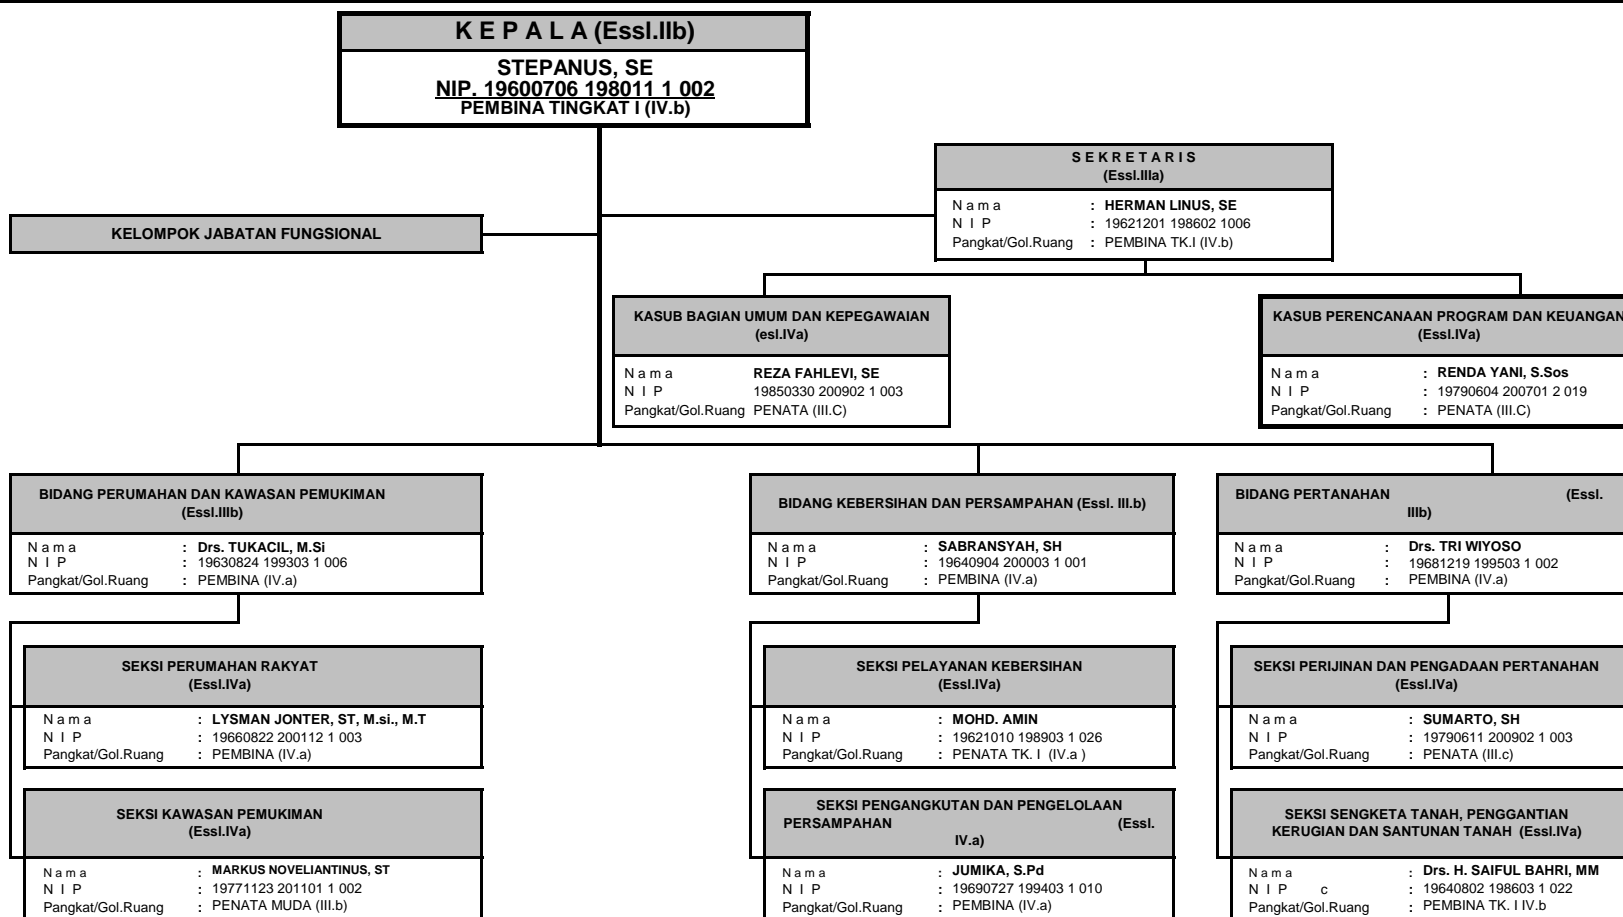 K E P A L A (Essl.IIb)
STEPANUS, SE
NIP. 19600706 198011 1 002
PEMBINA TINGKAT I (IV.b)
S E K R E T A R I S
(Essl.IIIa)
N a m a : HERMAN LINUS, SE
N I P : 19621201 198602 1006
Pangkat/Gol.Ruang : PEMBINA TK.I (IV.b)
KELOMPOK JABATAN FUNGSIONAL
KASUB BAGIAN UMUM DAN KEPEGAWAIAN
(esl.IVa)
N a m a REZA FAHLEVI, SE
N I P 19850330 200902 1 003
Pangkat/Gol.Ruang PENATA (III.C)
KASUB PERENCANAAN PROGRAM DAN KEUANGAN
(Essl.IVa)
N a m a : RENDA YANI, S.Sos
N I P : 19790604 200701 2 019
Pangkat/Gol.Ruang : PENATA (III.C)
BIDANG PERUMAHAN DAN KAWASAN PEMUKIMAN
(Essl.IIIb)
N a m a : Drs. TUKACIL, M.Si
N I P : 19630824 199303 1 006
Pangkat/Gol.Ruang : PEMBINA (IV.a)
BIDANG KEBERSIHAN DAN PERSAMPAHAN (Essl. III.b)
N a m a : SABRANSYAH, SH
N I P : 19640904 200003 1 001
Pangkat/Gol.Ruang : PEMBINA (IV.a)
BIDANG PERTANAHAN (Essl.
IIIb)
N a m a : Drs. TRI WIYOSO
N I P : 19681219 199503 1 002
Pangkat/Gol.Ruang : PEMBINA (IV.a)
SEKSI PERUMAHAN RAKYAT
(Essl.IVa)
N a m a : LYSMAN JONTER, ST, M.si., M.T
N I P : 19660822 200112 1 003
Pangkat/Gol.Ruang : PEMBINA (IV.a)
SEKSI PELAYANAN KEBERSIHAN
(Essl.IVa)
N a m a : MOHD. AMIN
N I P : 19621010 198903 1 026
Pangkat/Gol.Ruang : PENATA TK. I (IV.a )
SEKSI PERIJINAN DAN PENGADAAN PERTANAHAN
(Essl.IVa)
N a m a : SUMARTO, SH
N I P : 19790611 200902 1 003
Pangkat/Gol.Ruang : PENATA (III.c)
SEKSI KAWASAN PEMUKIMAN
(Essl.IVa)
N a m a : MARKUS NOVELIANTINUS, ST
N I P : 19771123 201101 1 002
Pangkat/Gol.Ruang : PENATA MUDA (III.b)
SEKSI PENGANGKUTAN DAN PENGELOLAAN
PERSAMPAHAN (Essl.
IV.a)
N a m a : JUMIKA, S.Pd
N I P : 19690727 199403 1 010
Pangkat/Gol.Ruang : PEMBINA (IV.a)
SEKSI SENGKETA TANAH, PENGGANTIAN
KERUGIAN DAN SANTUNAN TANAH (Essl.IVa)
N a m a : Drs. H. SAIFUL BAHRI, MM
N I P c : 19640802 198603 1 022
Pangkat/Gol.Ruang : PEMBINA TK. I IV.b